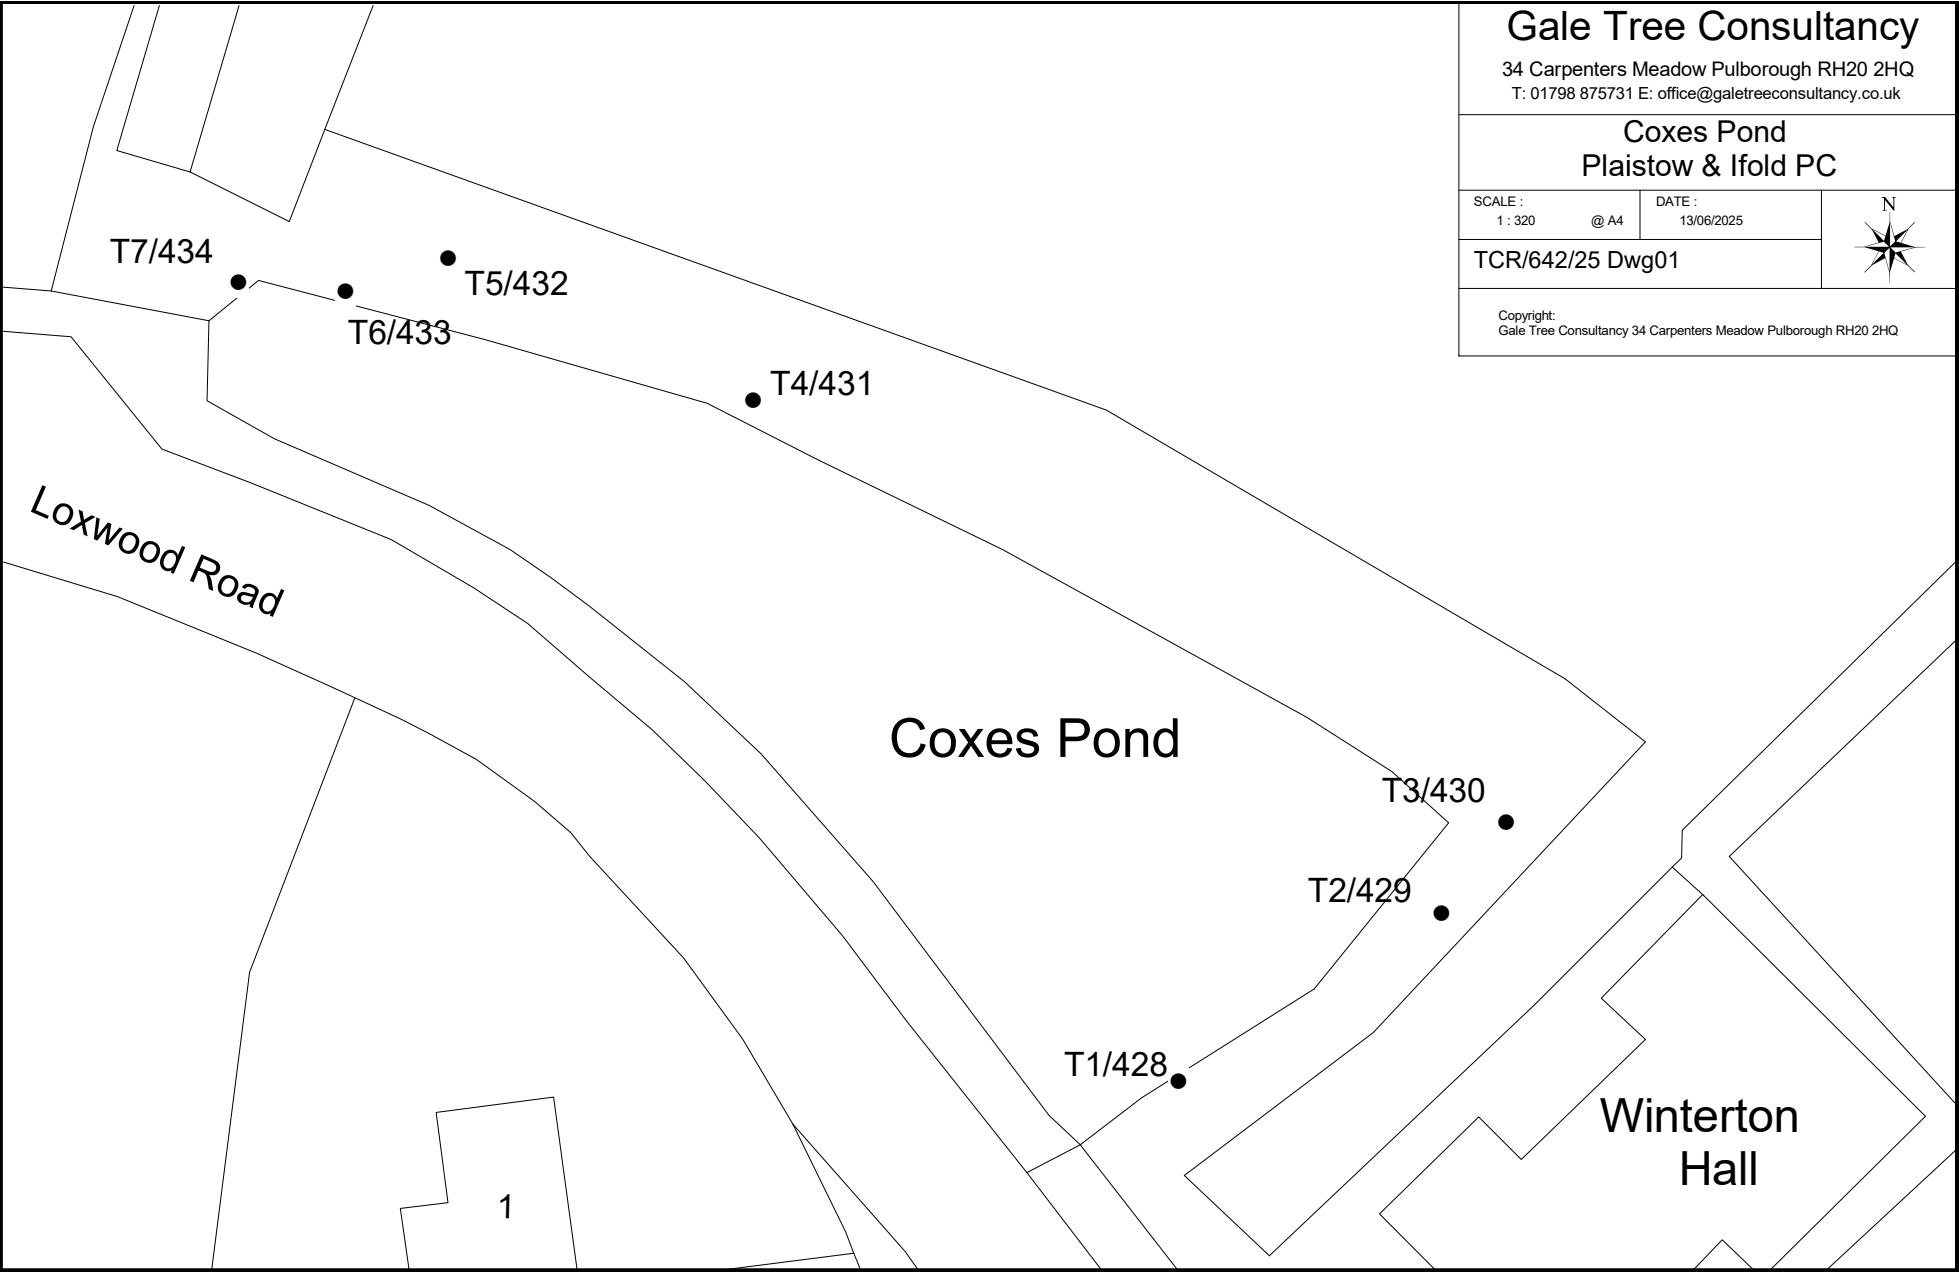 Gale Tree Consultancy
34 Carpenters Meadow Pulborough RH20 2HQ
T: 01798 875731 E: office@galetreeconsultancy.co.uk
Coxes Pond
Plaistow & Ifold PC
SCALE :
1 : 320 @ A4
DATE :
13/06/2025
N
TCR/642/25 Dwg01
Copyright:
Gale Tree Consultancy 34 Carpenters Meadow Pulborough RH20 2HQ
T7/434
T5/432
T6/433
T4/431
Loxwood Road
Coxes Pond
T3/430
T2/429
T1/428
Winterton
Hall
1